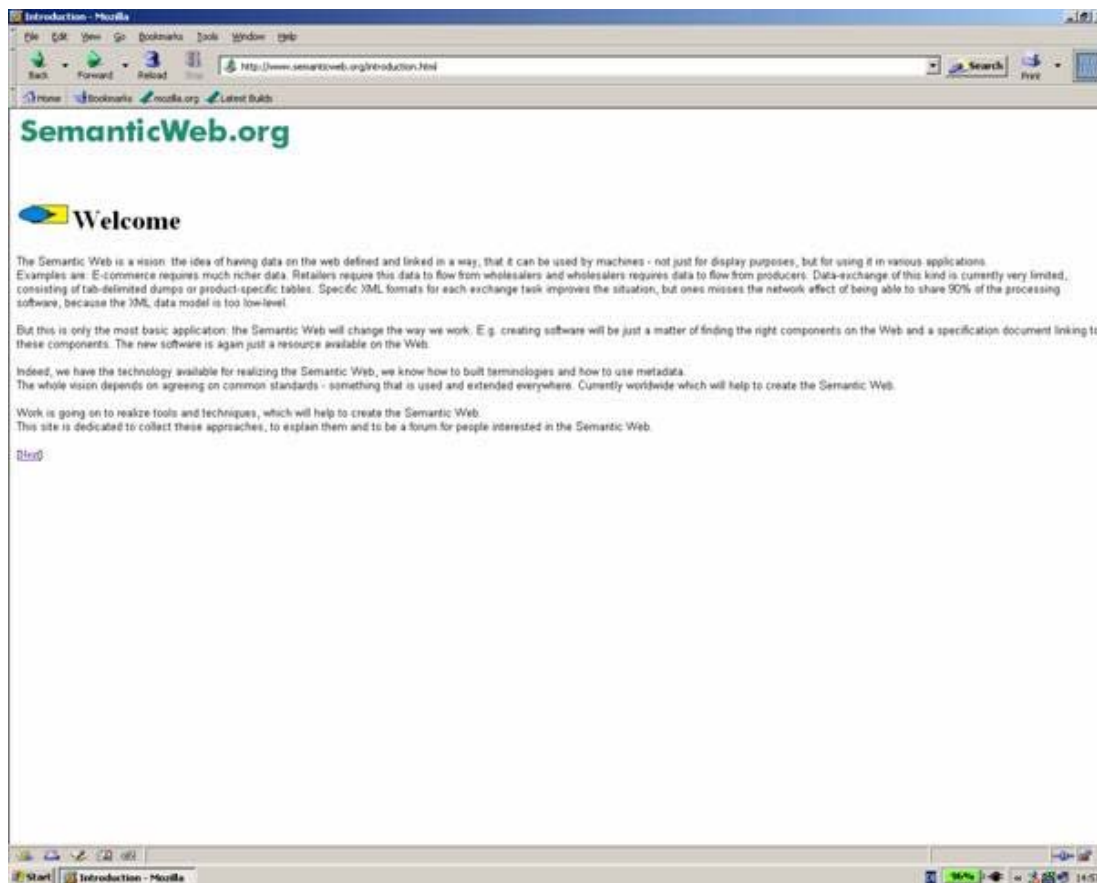 Introduction - Mozilla
File Edit View Go Bookmarks Tools Window Help
Back Forward Reload Stop http://www.semanticweb.org/introduction.html Search Print
Home Bookmarks mozilla.org Latest Builds
SemanticWeb.org
Welcome
The Semantic Web is a vision: the idea of having data on the web defined and linked in a way, that it can be used by machines - not just for display purposes, but for using it in various applications.
Examples are: E-commerce requires much richer data. Retailers require this data to flow from wholesalers and wholesalers requires data to flow from producers. Data-exchange of this kind is currently very limited,
consisting of tab-delimited dumps or product-specific tables. Specific XML formats for each exchange task improves the situation, but ones misses the network effect of being able to share 90% of the processing
software, because the XML data model is too low-level.
But this is only the most basic application: the Semantic Web will change the way we work. E.g. creating software will be just a matter of finding the right components on the Web and a specification document linking to
these components. The new software is again just a resource available on the Web.
Indeed, we have the technology available for realizing the Semantic Web, we know how to built terminologies and how to use metadata.
The whole vision depends on agreeing on common standards - something that is used and extended everywhere. Currently worldwide which will help to create the Semantic Web.
Work is going on to realize tools and techniques, which will help to create the Semantic Web.
This site is dedicated to collect these approaches, to explain them and to be a forum for people interested in the Semantic Web.
[Next]
Start Introduction - Mozilla 96%